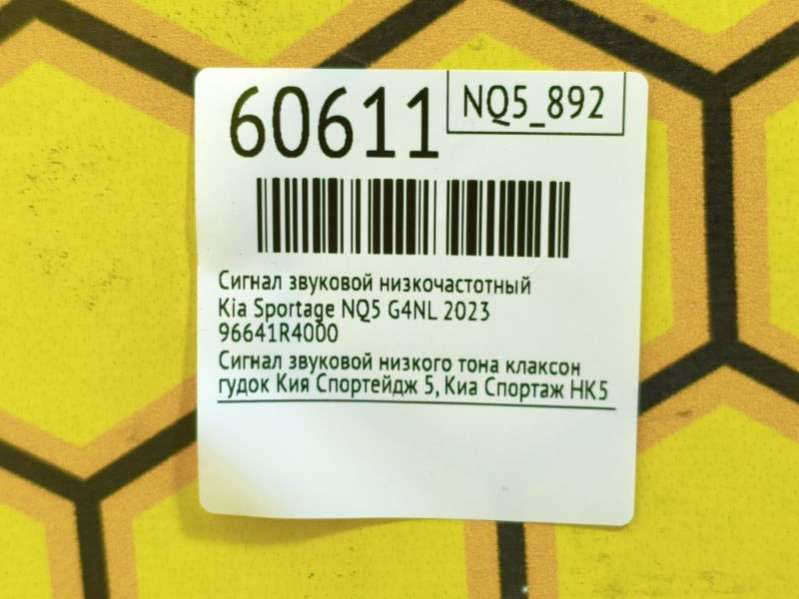 60611
NQ5_892
Сигнал звуковой низкочастотный
Kia Sportage NQ5 G4NL 2023
96641R4000
Сигнал звуковой низкого тона клаксон
гудок Кия Спортейдж 5, Киа Спортаж НК5